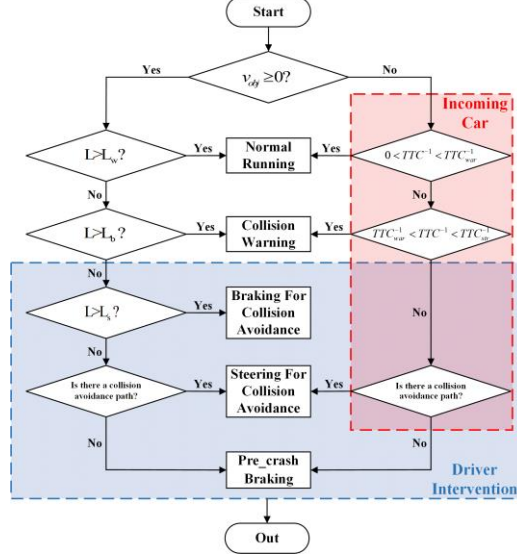 Start
Yes
v_obj ≥0?
No
Incoming
Car
L>L_w?
Yes
Normal
Running
Yes
0 < TTC⁻¹ < TTC_war⁻¹
No
No
L>L_b?
Yes
Collision
Warning
Yes
TTC_war⁻¹ < TTC⁻¹ < TTC_str⁻¹
No
L>L_s?
Yes
Braking For
Collision
Avoidance
No
No
Is there a collision
avoidance path?
Yes
Steering For
Collision
Avoidance
Yes
Is there a collision
avoidance path?
No
No
Pre_crash
Braking
Driver
Intervention
Out